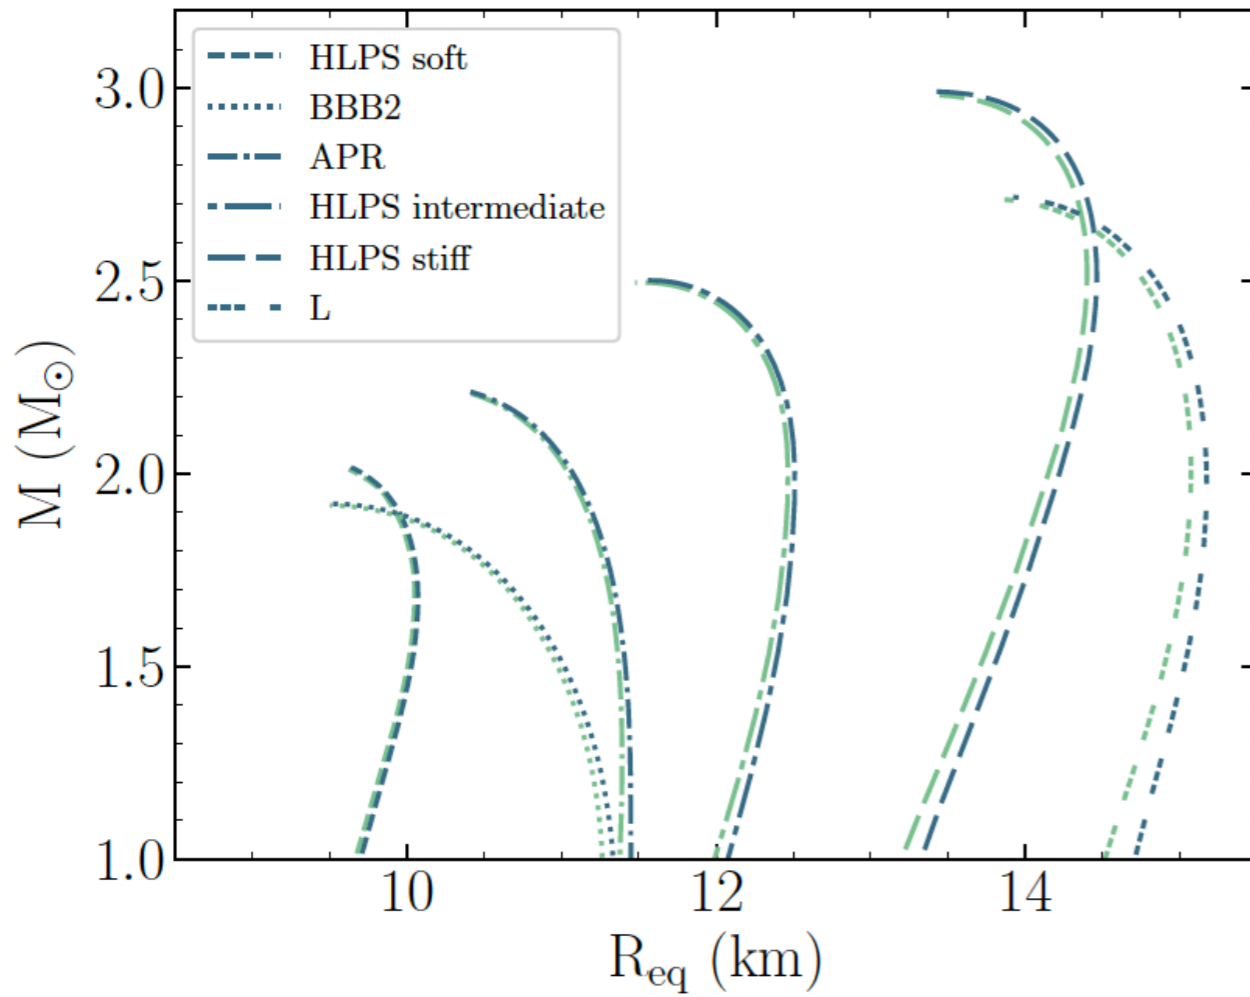 HLPS soft
BBB2
APR
HLPS intermediate
HLPS stiff
L
3.0
2.5
2.0
1.5
1.0
M (M⊙)
10 12 14
Req (km)